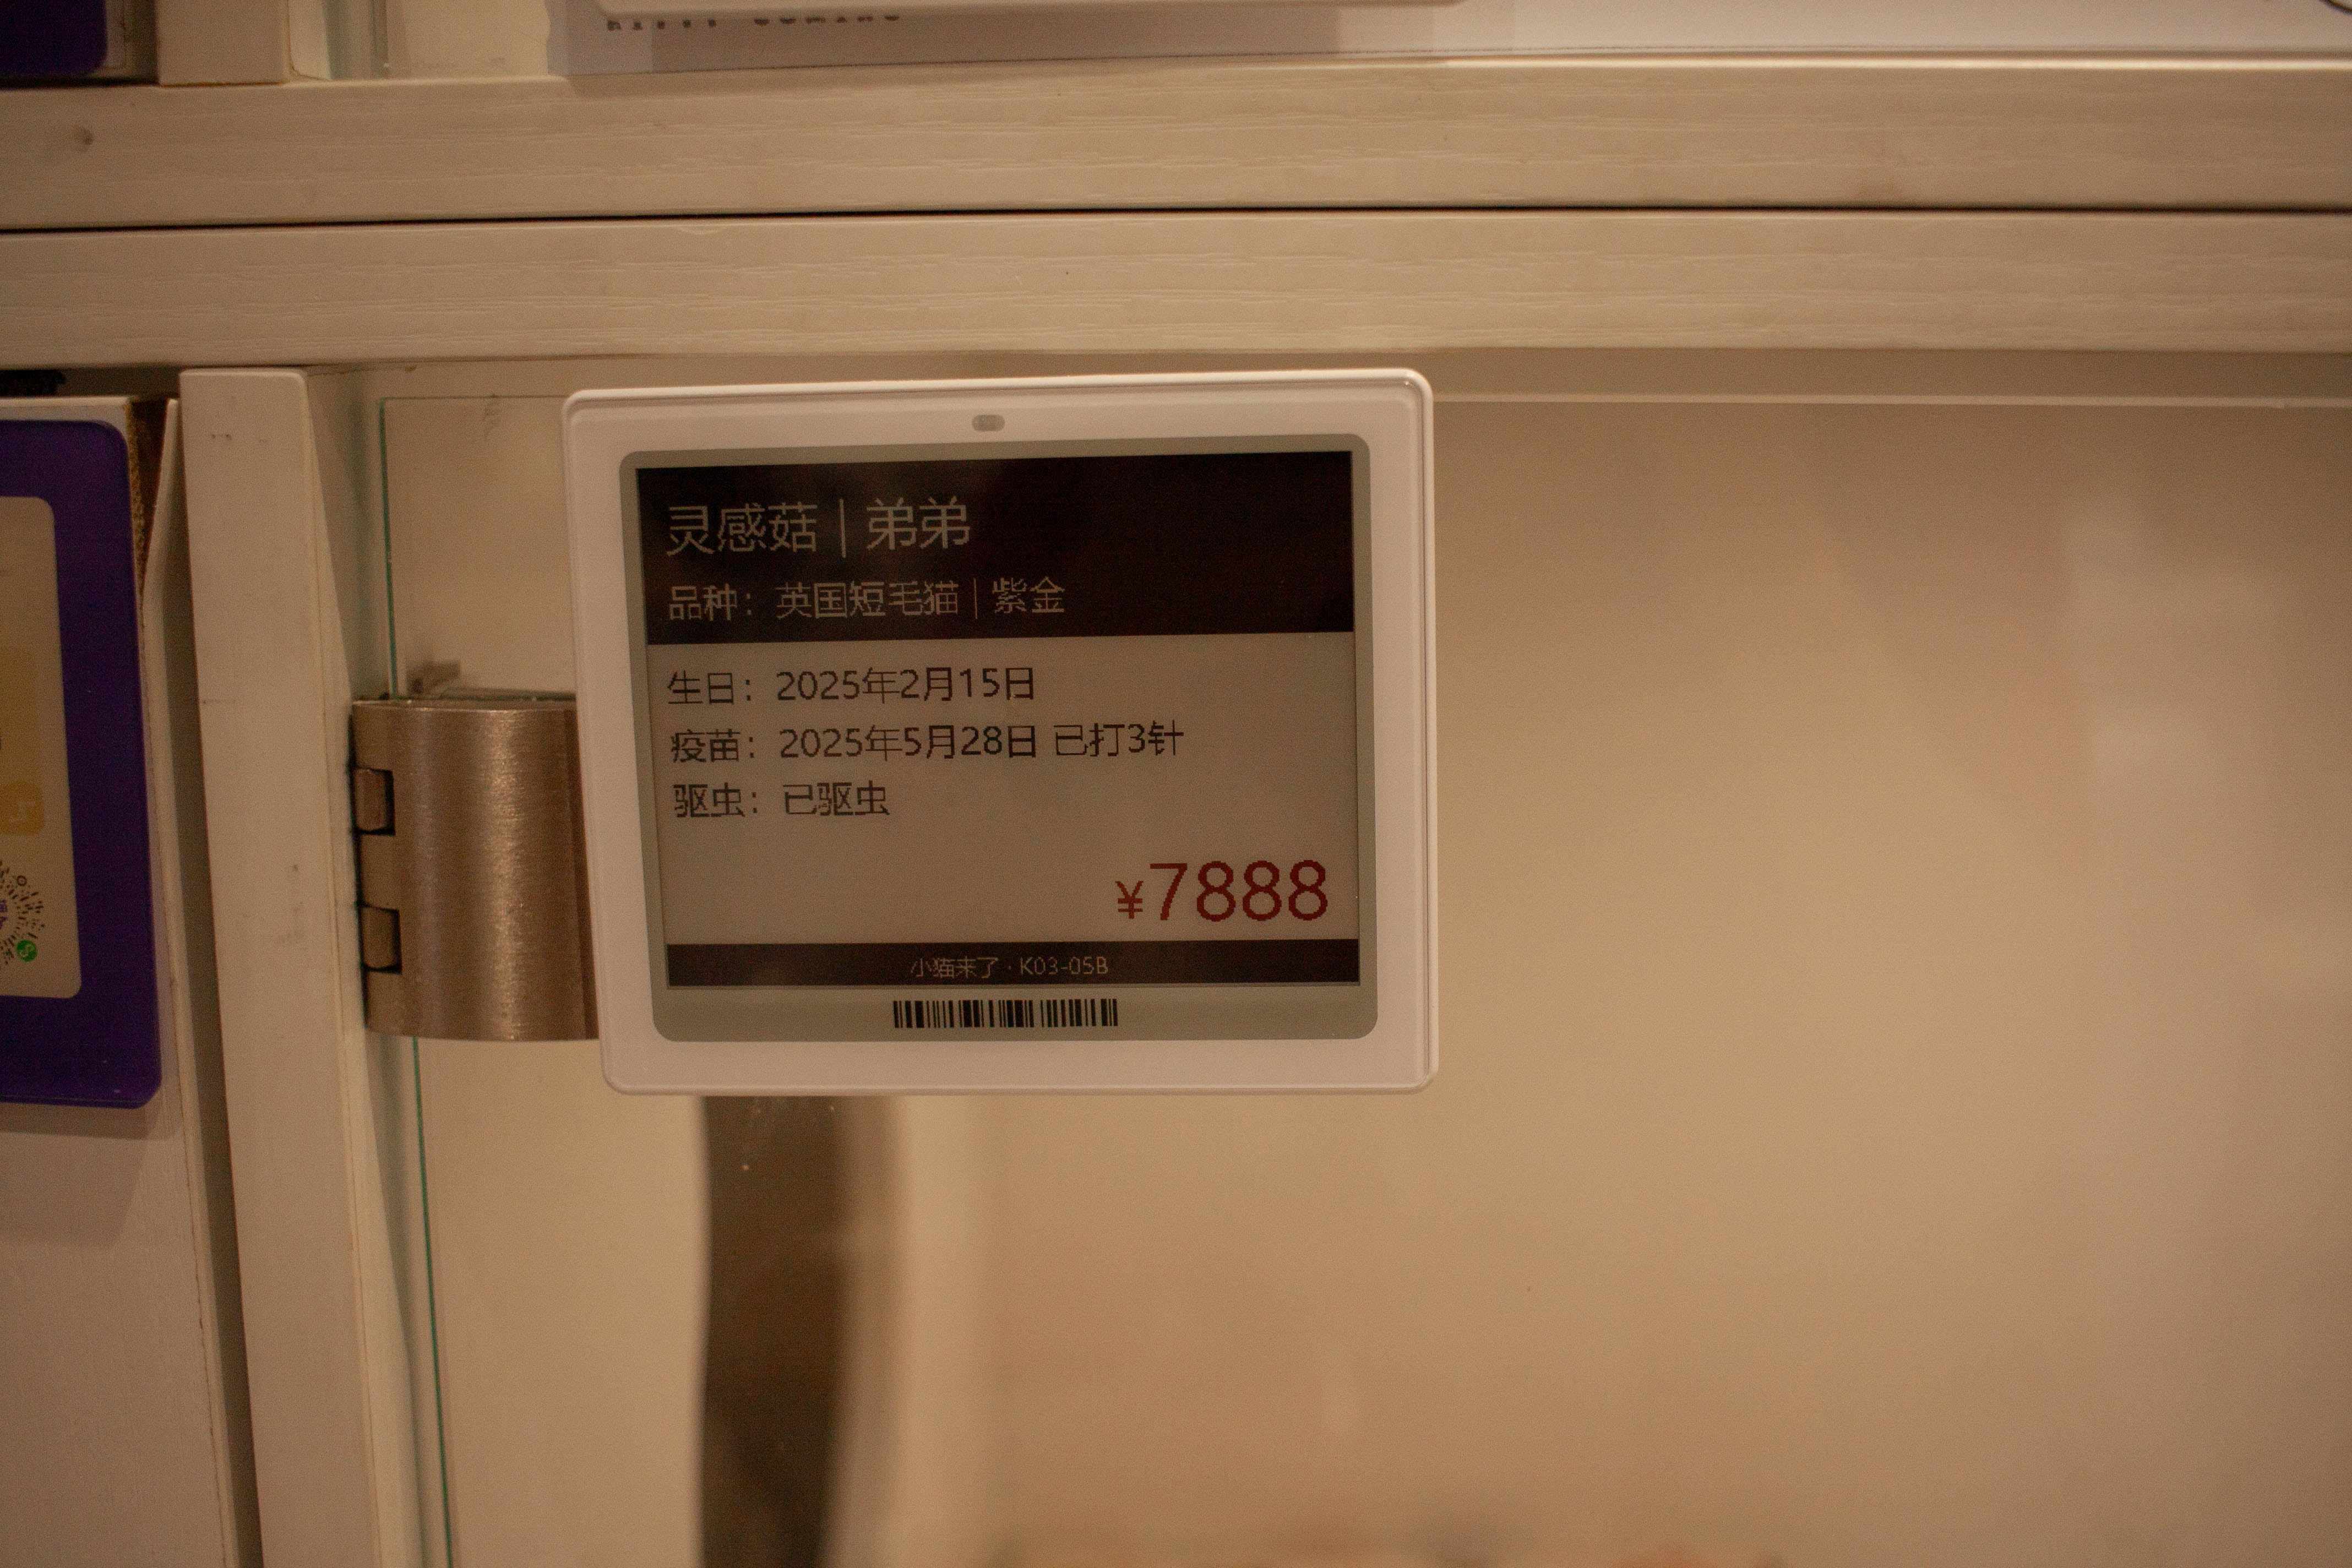 灵感菇 | 弟弟
品种：英国短毛猫 | 紫金
生日：2025年2月15日
疫苗：2025年5月28日 已打3针
驱虫：已驱虫
¥7888
小猫来了 · K03-05B